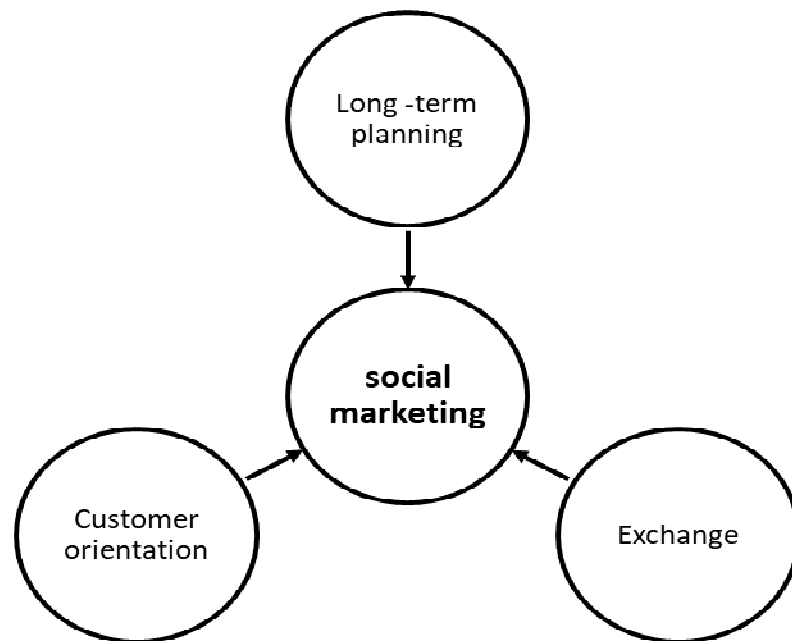 Long -term
planning
social
marketing
Customer
orientation
Exchange